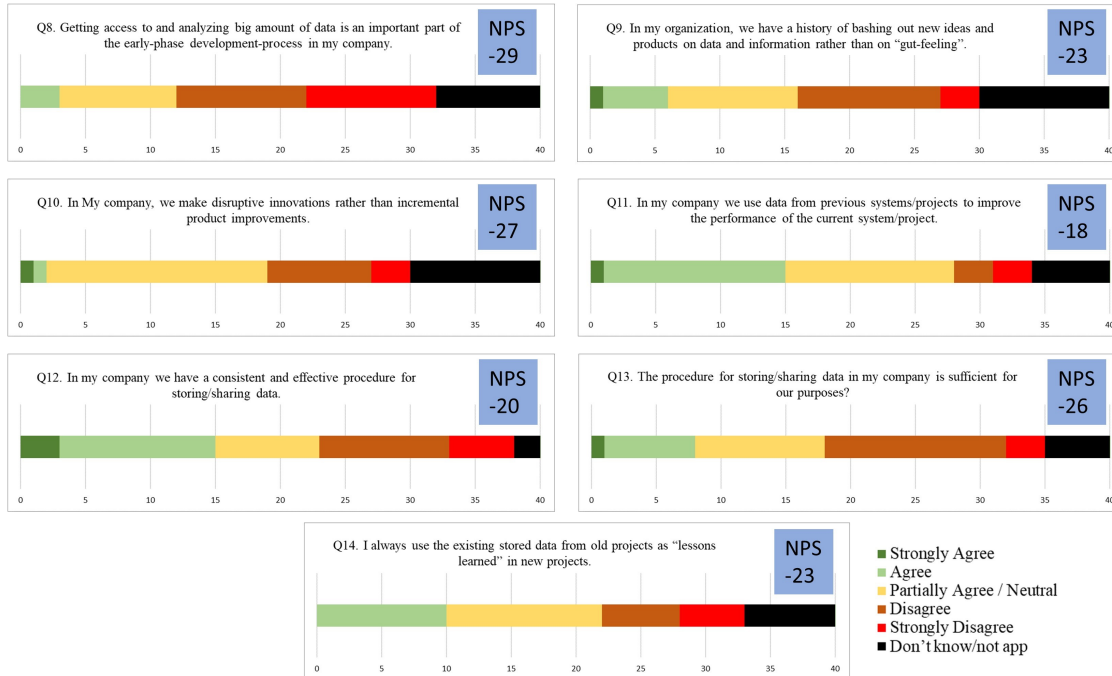 Q8. Getting access to and analyzing big amount of data is an important part of
the early-phase development-process in my company.
NPS
-29
0 5 10 15 20 25 30 35 40
Q9. In my organization, we have a history of bashing out new ideas and
products on data and information rather than on “gut-feeling”.
NPS
-23
0 5 10 15 20 25 30 35 40
Q10. In My company, we make disruptive innovations rather than incremental
product improvements.
NPS
-27
0 5 10 15 20 25 30 35 40
Q11. In my company we use data from previous systems/projects to improve
the performance of the current system/project.
NPS
-18
0 5 10 15 20 25 30 35 40
Q12. In my company we have a consistent and effective procedure for
storing/sharing data.
NPS
-20
0 5 10 15 20 25 30 35 40
Q13. The procedure for storing/sharing data in my company is sufficient for
our purposes?
NPS
-26
0 5 10 15 20 25 30 35 40
Q14. I always use the existing stored data from old projects as “lessons
learned” in new projects.
NPS
-23
0 5 10 15 20 25 30 35 40
Strongly Agree
Agree
Partially Agree / Neutral
Disagree
Strongly Disagree
Don’t know/not app